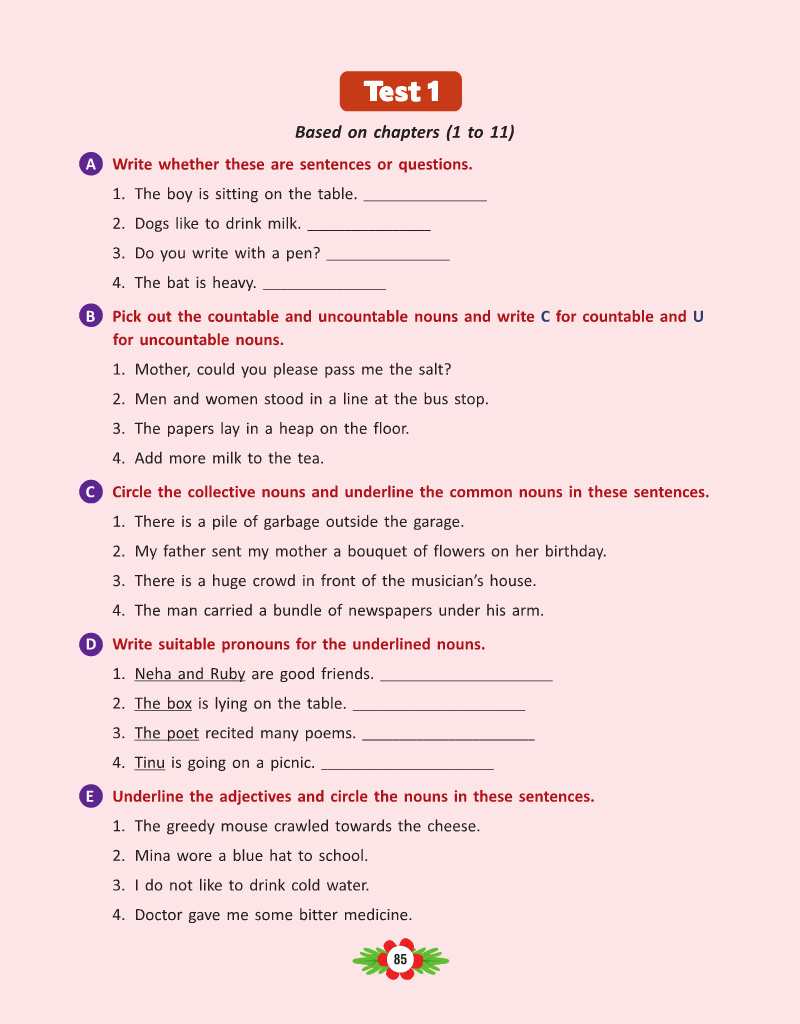 Test 1
Based on chapters (1 to 11)
A Write whether these are sentences or questions.
1. The boy is sitting on the table. ________________
2. Dogs like to drink milk. ________________
3. Do you write with a pen? ________________
4. The bat is heavy. ________________
B Pick out the countable and uncountable nouns and write C for countable and U
for uncountable nouns.
1. Mother, could you please pass me the salt?
2. Men and women stood in a line at the bus stop.
3. The papers lay in a heap on the floor.
4. Add more milk to the tea.
C Circle the collective nouns and underline the common nouns in these sentences.
1. There is a pile of garbage outside the garage.
2. My father sent my mother a bouquet of flowers on her birthday.
3. There is a huge crowd in front of the musician's house.
4. The man carried a bundle of newspapers under his arm.
D Write suitable pronouns for the underlined nouns.
1. Neha and Ruby are good friends. ______________________
2. The box is lying on the table. ______________________
3. The poet recited many poems. ______________________
4. Tinu is going on a picnic. ______________________
E Underline the adjectives and circle the nouns in these sentences.
1. The greedy mouse crawled towards the cheese.
2. Mina wore a blue hat to school.
3. I do not like to drink cold water.
4. Doctor gave me some bitter medicine.
85